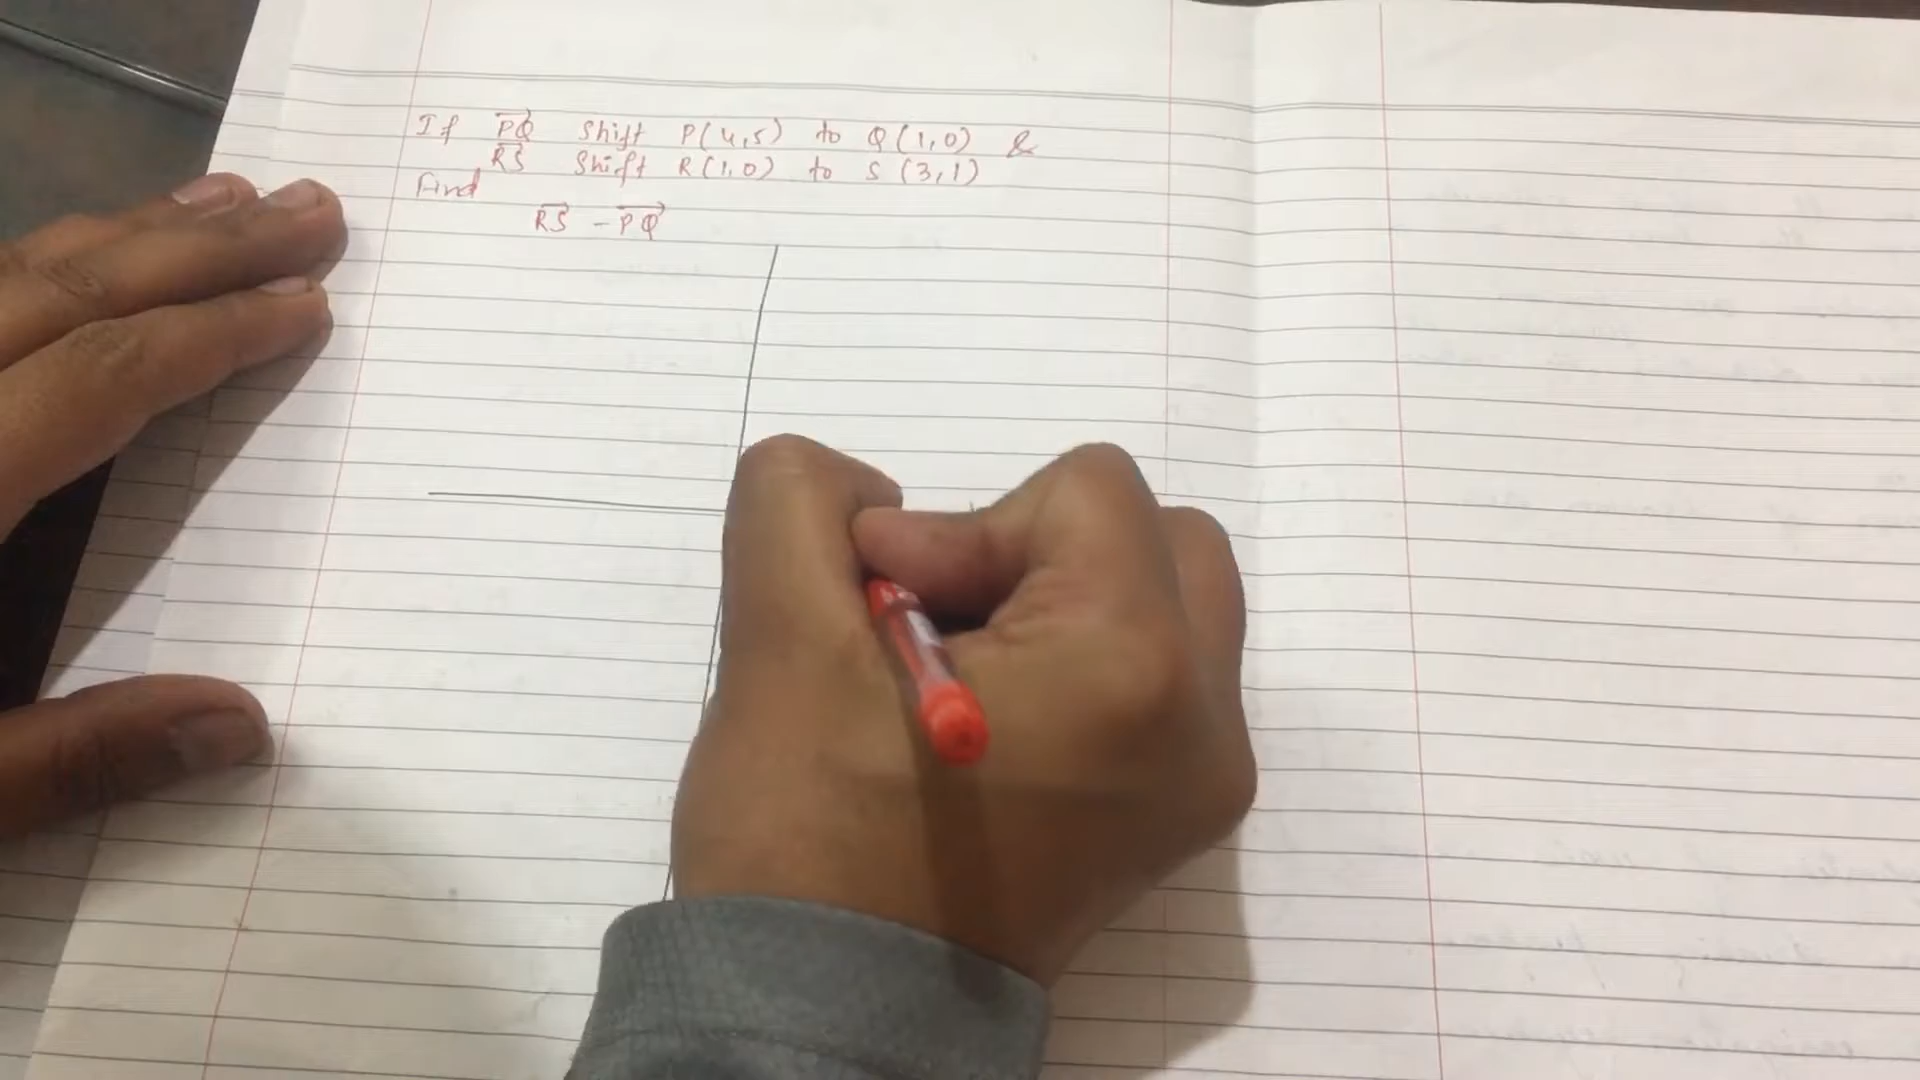 If PQ shift P(4,5) to Q(1,0) &
RS shift R(1,0) to S(3,1)
Find
RS - PQ